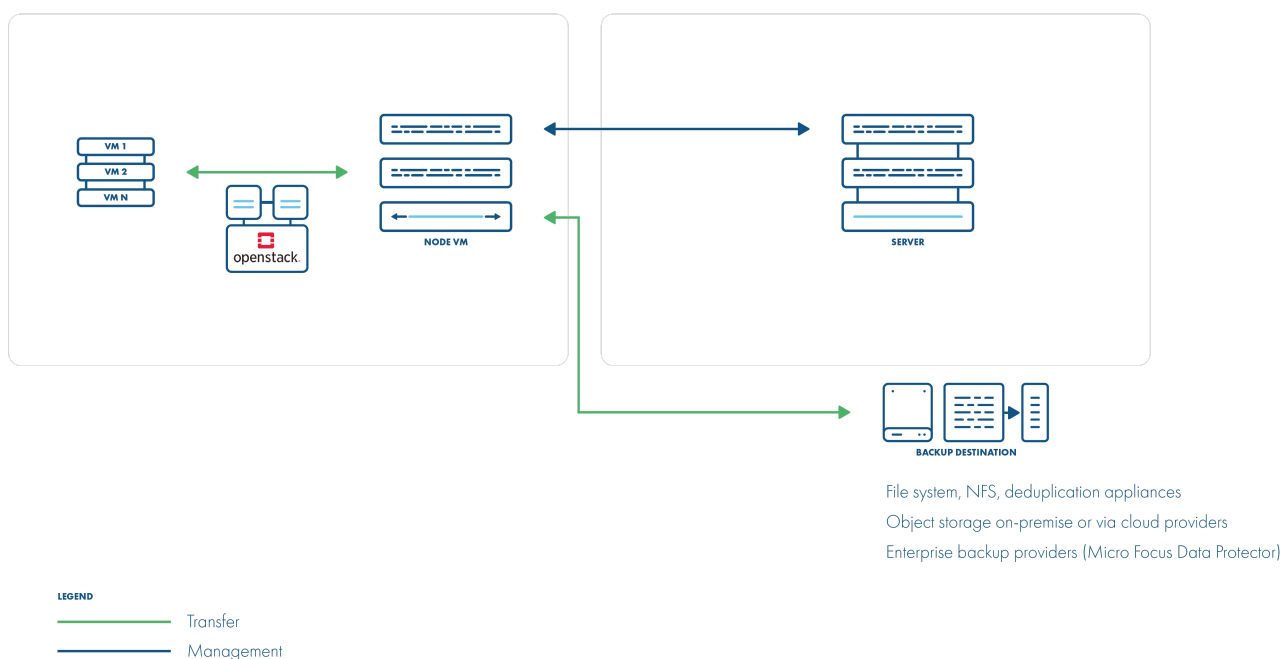 VM 1
VM 2
VM N
openstack.
NODE VM
SERVER
BACKUP DESTINATION
File system, NFS, deduplication appliances
Object storage on-premise or via cloud providers
Enterprise backup providers (Micro Focus Data Protector)
LEGEND
Transfer
Management